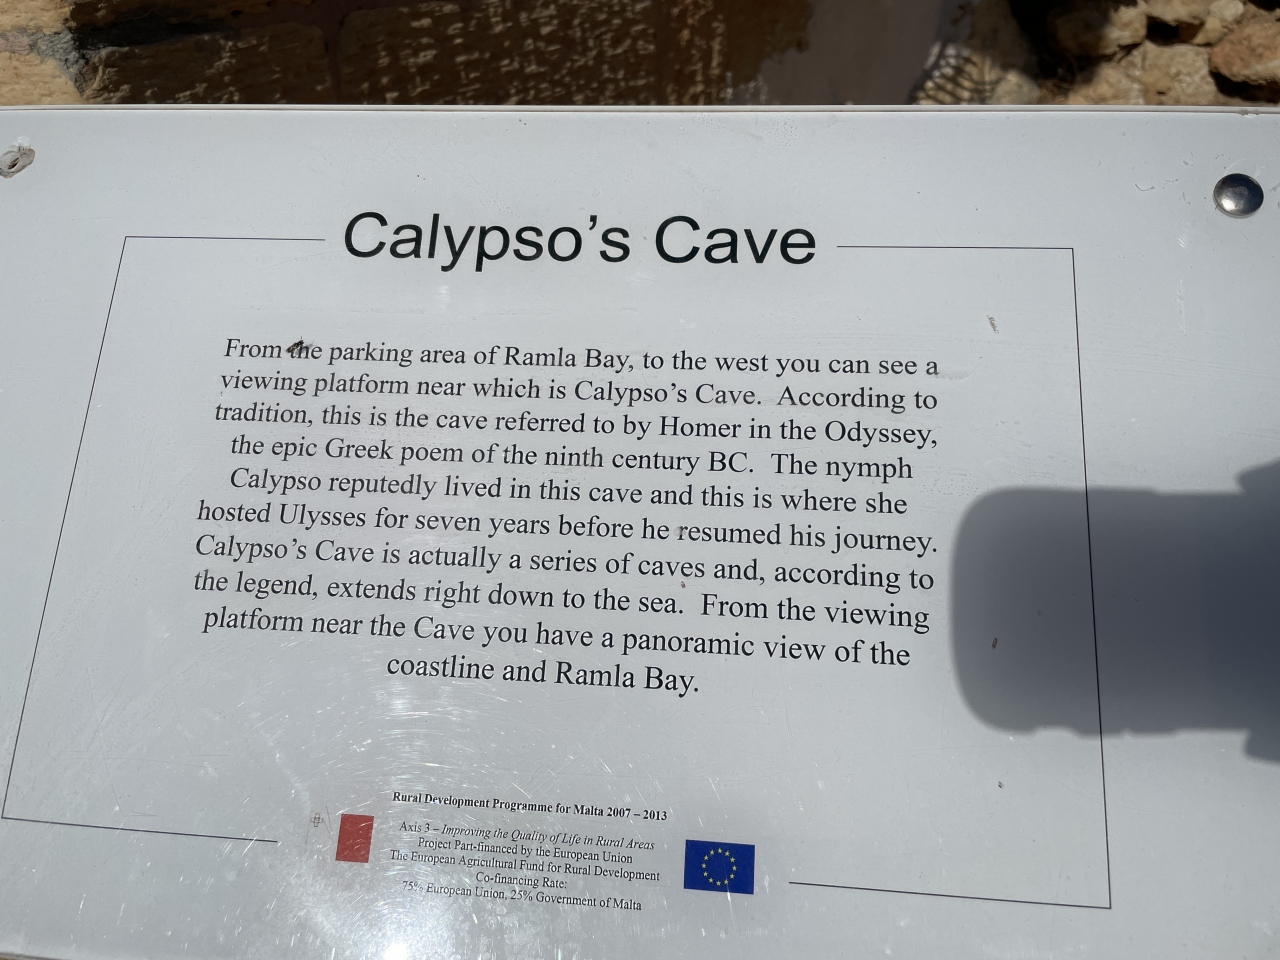 Calypso’s Cave
From the parking area of Ramla Bay, to the west you can see a
viewing platform near which is Calypso’s Cave.  According to
tradition, this is the cave referred to by Homer in the Odyssey,
the epic Greek poem of the ninth century BC.  The nymph
Calypso reputedly lived in this cave and this is where she
hosted Ulysses for seven years before he resumed his journey.
Calypso’s Cave is actually a series of caves and, according to
the legend, extends right down to the sea.  From the viewing
platform near the Cave you have a panoramic view of the
coastline and Ramla Bay.
Rural Development Programme for Malta 2007 – 2013
Axis 3 – Improving the Quality of Life in Rural Areas
Project Part-financed by the European Union
The European Agricultural Fund for Rural Development
Co-financing Rate:
75% European Union, 25% Government of Malta